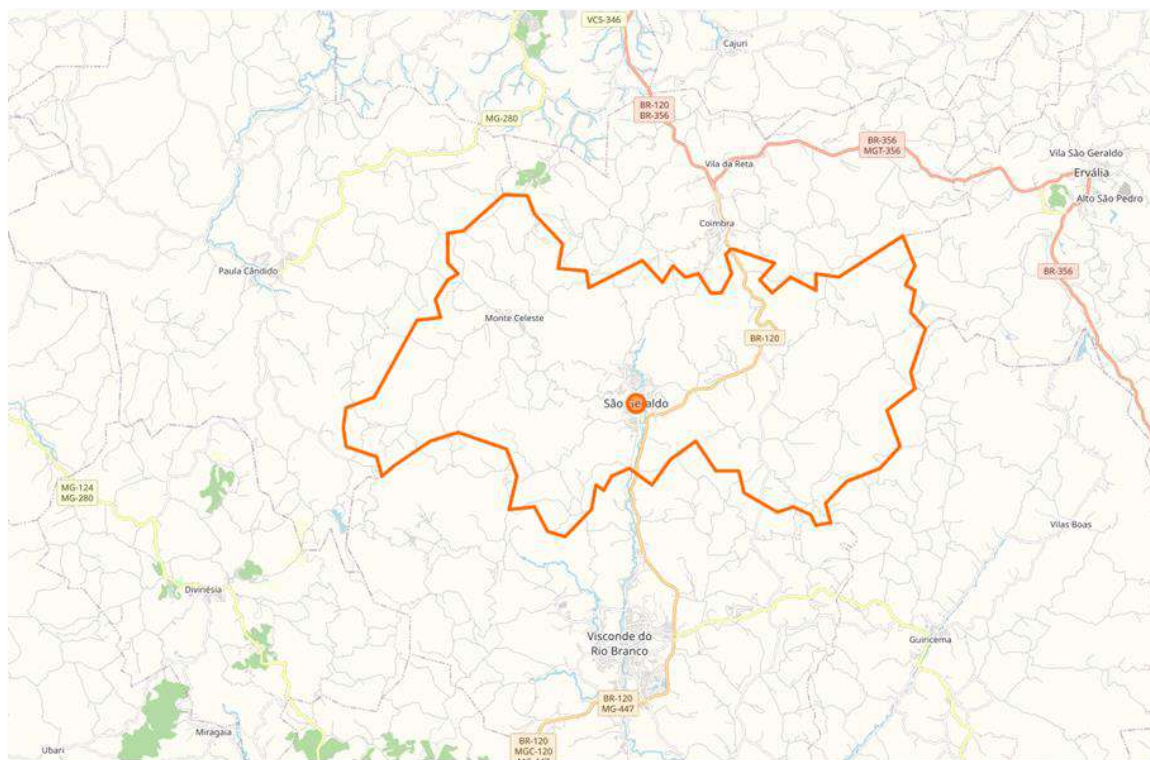 VCS-346
Cajuri
BR-120
BR-356
MG-280
BR-356
MGT-356
Vila São Geraldo
Vila da Reta
Ervália
Alto São Pedro
Coimbra
Paula Cândido
BR-356
Monte Celeste
BR-120
São Geraldo
MG-124
MG-280
Vilas Boas
Divinésia
Visconde do
Rio Branco
Guiricema
BR-120
MG-447
Miragaia
Ubari
BR-120
MGC-120